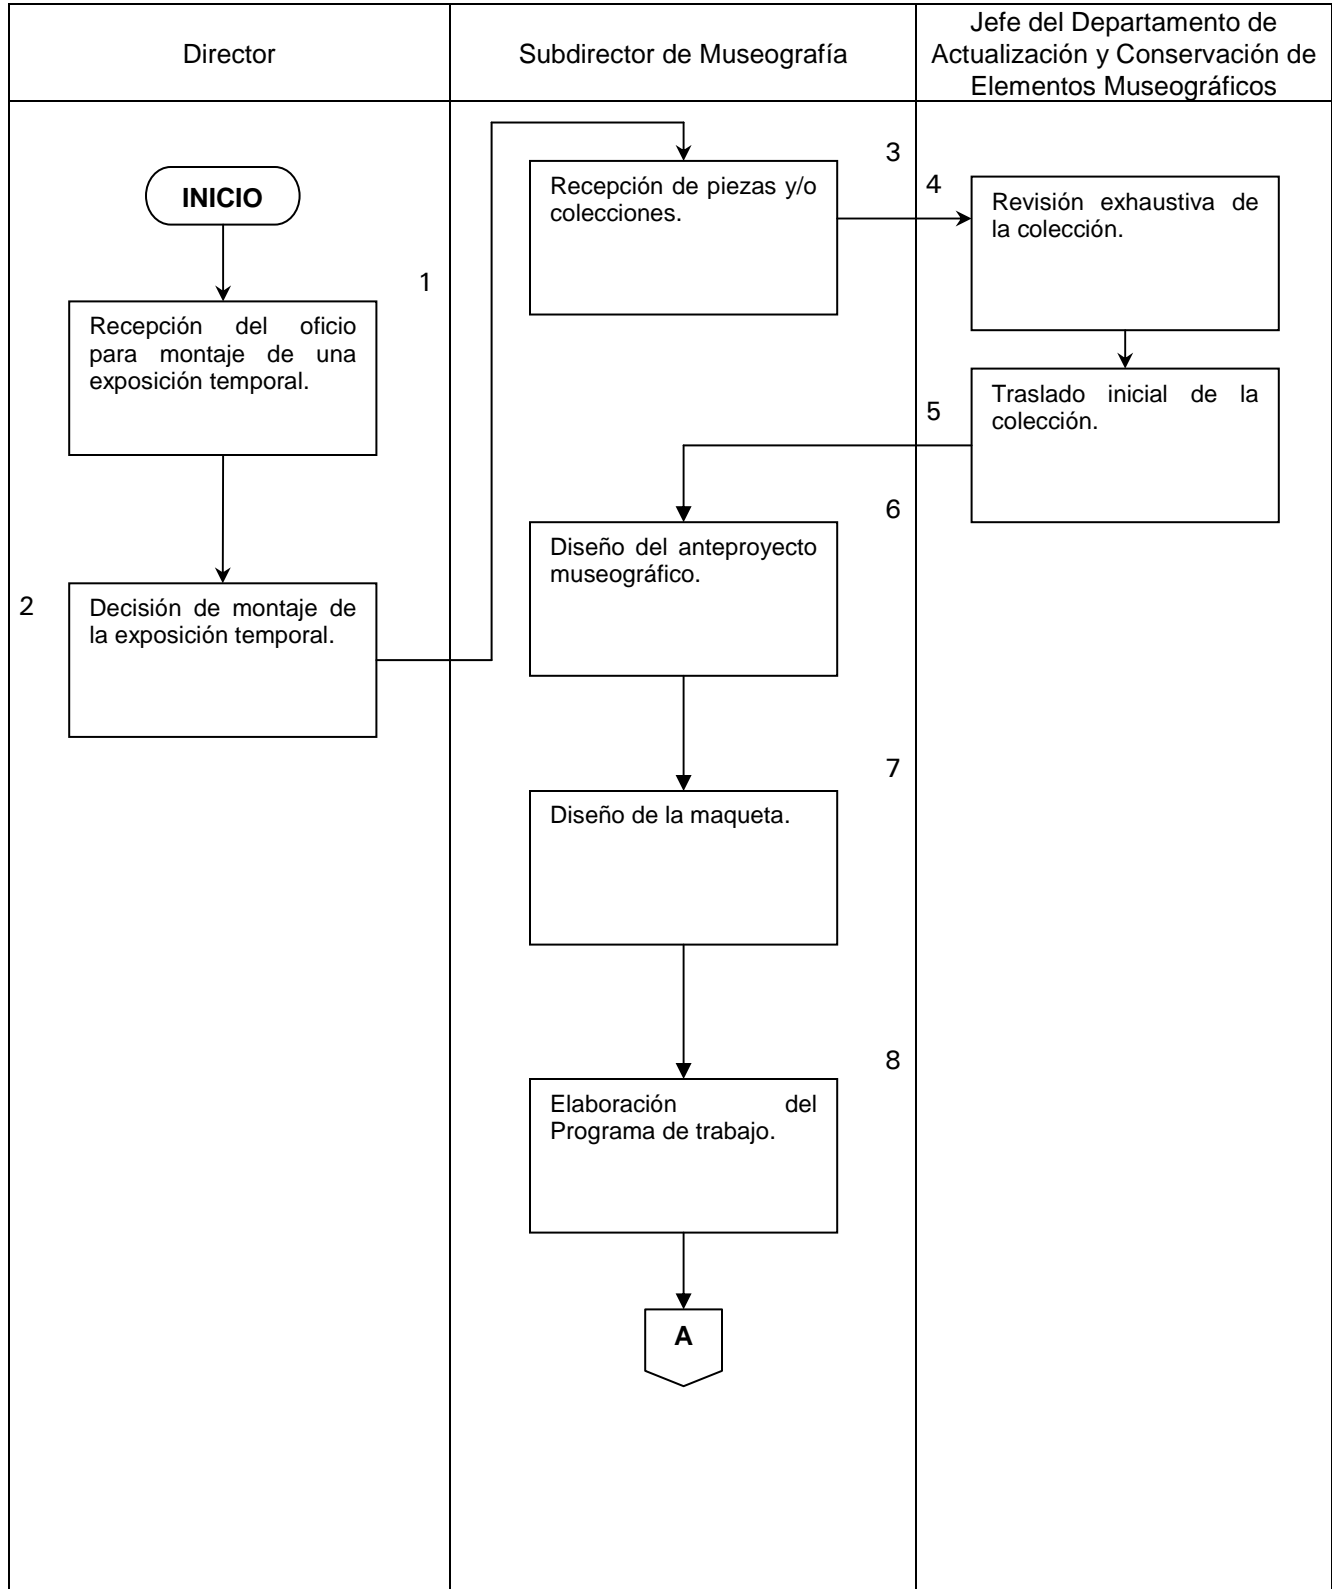 Director
Subdirector de Museografía
Jefe del Departamento de
Actualización y Conservación de
Elementos Museográficos
INICIO
1
Recepción del oficio
para montaje de una
exposición temporal.
2
Decisión de montaje de
la exposición temporal.
3
Recepción de piezas y/o
colecciones.
4
Revisión exhaustiva de
la colección.
5
Traslado inicial de la
colección.
6
Diseño del anteproyecto
museográfico.
7
Diseño de la maqueta.
8
Elaboración del
Programa de trabajo.
A